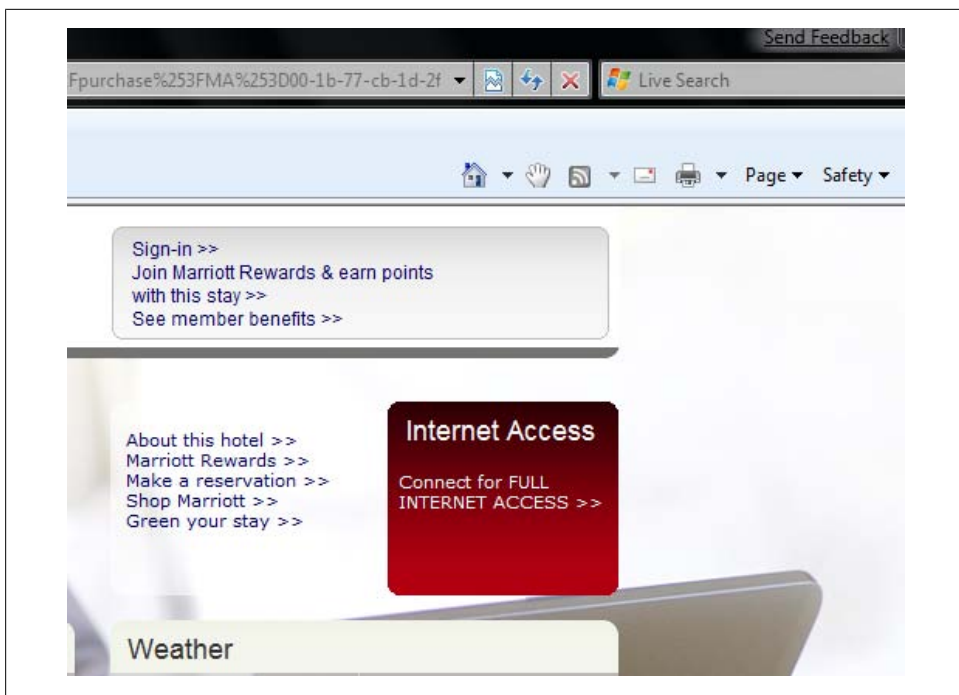 Send Feedback
Fpurchase%253FMA%253D00-1b-77-cb-1d-2f
Live Search
Page Safety
Sign-in >>
Join Marriott Rewards & earn points
with this stay >>
See member benefits >>
About this hotel >>
Marriott Rewards >>
Make a reservation >>
Shop Marriott >>
Green your stay >>
Internet Access
Connect for FULL
INTERNET ACCESS >>
Weather